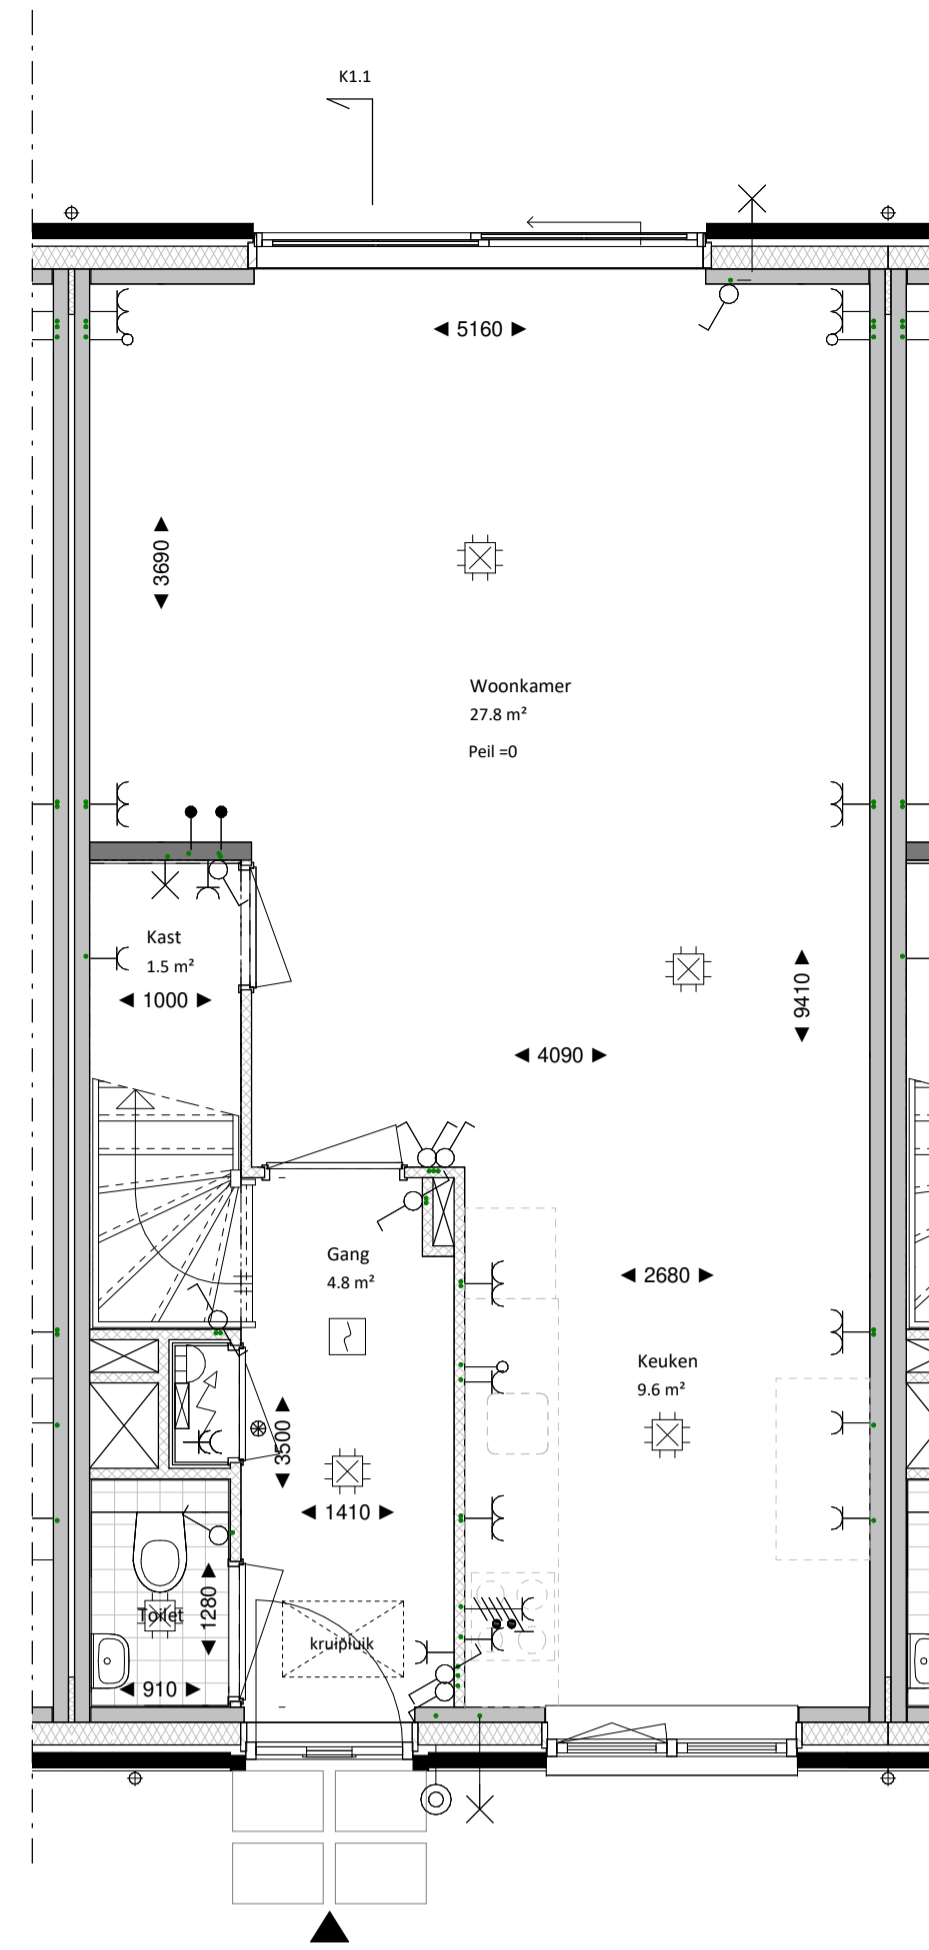 K1.1
5160
3690
Woonkamer
27.8 m²
Peil =0
Kast
1.5 m²
1000
9410
4090
Gang
4.8 m²
2680
Keuken
9.6 m²
3500
1410
1280
Toilet
kruipluik
910